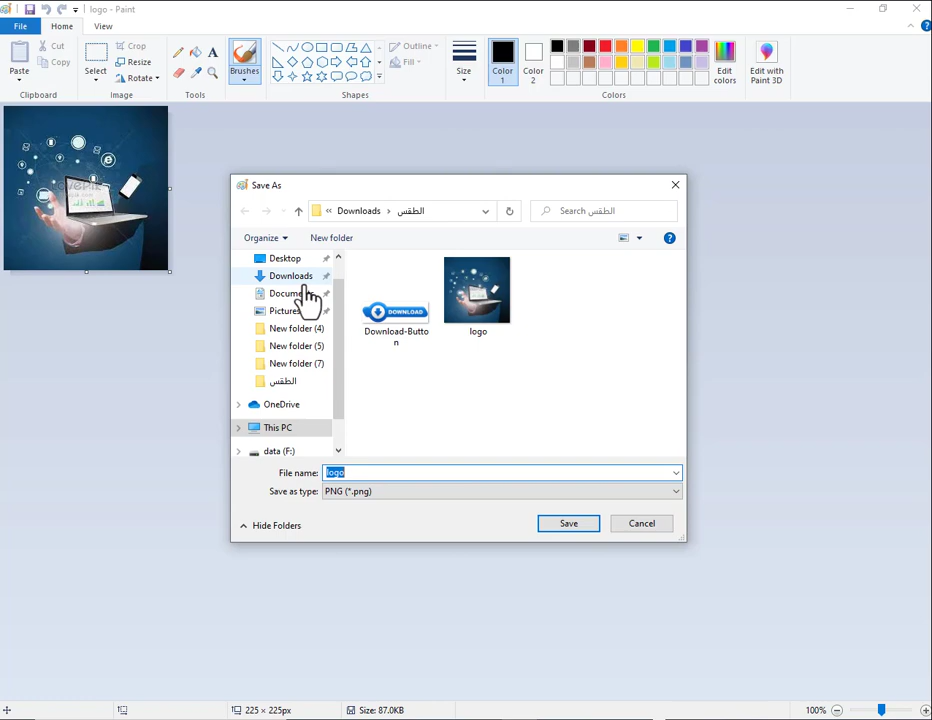 logo - Paint
File Home View
Paste
Cut
Copy
Clipboard
Select
Crop
Resize
Rotate
Image
A
Tools
Brushes
Outline
Fill
Shapes
Size
Color 1
Color 2
Edit colors
Edit with Paint 3D
Colors
Save As
« Downloads › الطقس
Search الطقس
Organize New folder
Desktop
Downloads
Pictures
New folder (4)
New folder (5)
New folder (7)
الطقس
OneDrive
This PC
data (F:)
DOWNLOAD
Download-Butto
n
logo
File name: logo
Save as type: PNG (*.png)
Hide Folders
Save
Cancel
225 × 225px
Size: 87.0KB
100%